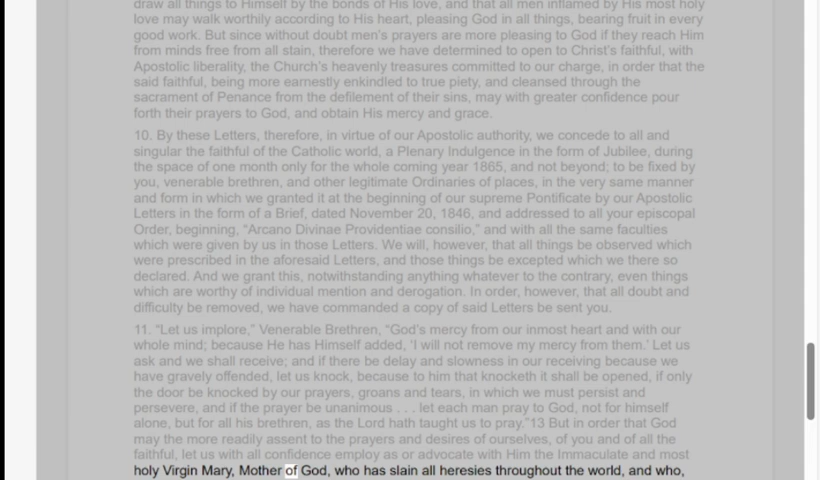 draw all things to Himself by the bonds of His love, and that all men inflamed by His most holy
love may walk worthily according to His heart, pleasing God in all things, bearing fruit in every
good work. But since without doubt men's prayers are more pleasing to God if they reach Him
from minds free from all stain, therefore we have determined to open to Christ's faithful, with
Apostolic liberality, the Church's heavenly treasures committed to our charge, in order that the
said faithful, being more earnestly enkindled to true piety, and cleansed through the
sacrament of Penance from the defilement of their sins, may with greater confidence pour
forth their prayers to God, and obtain His mercy and grace.
10. By these Letters, therefore, in virtue of our Apostolic authority, we concede to all and
singular the faithful of the Catholic world, a Plenary Indulgence in the form of Jubilee, during
the space of one month only for the whole coming year 1865, and not beyond; to be fixed by
you, venerable brethren, and other legitimate Ordinaries of places, in the very same manner
and form in which we granted it at the beginning of our supreme Pontificate by our Apostolic
Letters in the form of a Brief, dated November 20, 1846, and addressed to all your episcopal
Order, beginning, "Arcano Divinae Providentiae consilio," and with all the same faculties
which were given by us in those Letters. We will, however, that all things be observed which
were prescribed in the aforesaid Letters, and those things be excepted which we there so
declared. And we grant this, notwithstanding anything whatever to the contrary, even things
which are worthy of individual mention and derogation. In order, however, that all doubt and
difficulty be removed, we have commanded a copy of said Letters be sent you.
11. "Let us implore," Venerable Brethren, "God's mercy from our inmost heart and with our
whole mind; because He has Himself added, 'I will not remove my mercy from them.' Let us
ask and we shall receive; and if there be delay and slowness in our receiving because we
have gravely offended, let us knock, because to him that knocketh it shall be opened, if only
the door be knocked by our prayers, groans and tears, in which we must persist and
persevere, and if the prayer be unanimous . . . let each man pray to God, not for himself
alone, but for all his brethren, as the Lord hath taught us to pray."13 But in order that God
may the more readily assent to the prayers and desires of ourselves, of you and of all the
faithful, let us with all confidence employ as or advocate with Him the Immaculate and most
holy Virgin Mary, Mother of God, who has slain all heresies throughout the world, and who,